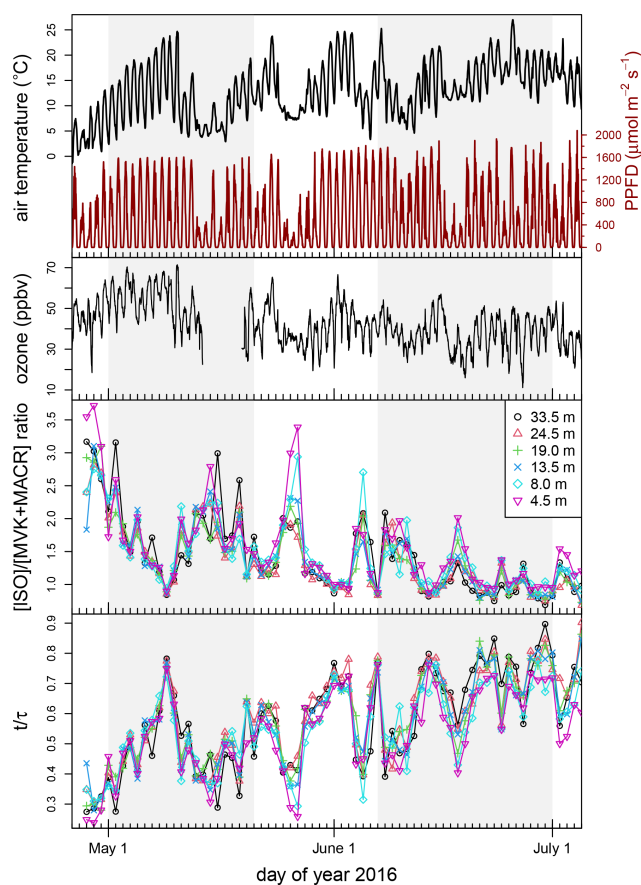 air temperature (°C)
25
20
15
10
5
0
PPFD (μmol m⁻² s⁻¹)
2000
1600
1200
800
400
0
ozone (ppbv)
70
50
30
10
[ISO]/[MVK+MACR] ratio
3.5
3.0
2.5
2.0
1.5
1.0
33.5 m
24.5 m
19.0 m
13.5 m
8.0 m
4.5 m
t/τ
0.9
0.8
0.7
0.6
0.5
0.4
0.3
May 1
June 1
July 1
day of year 2016